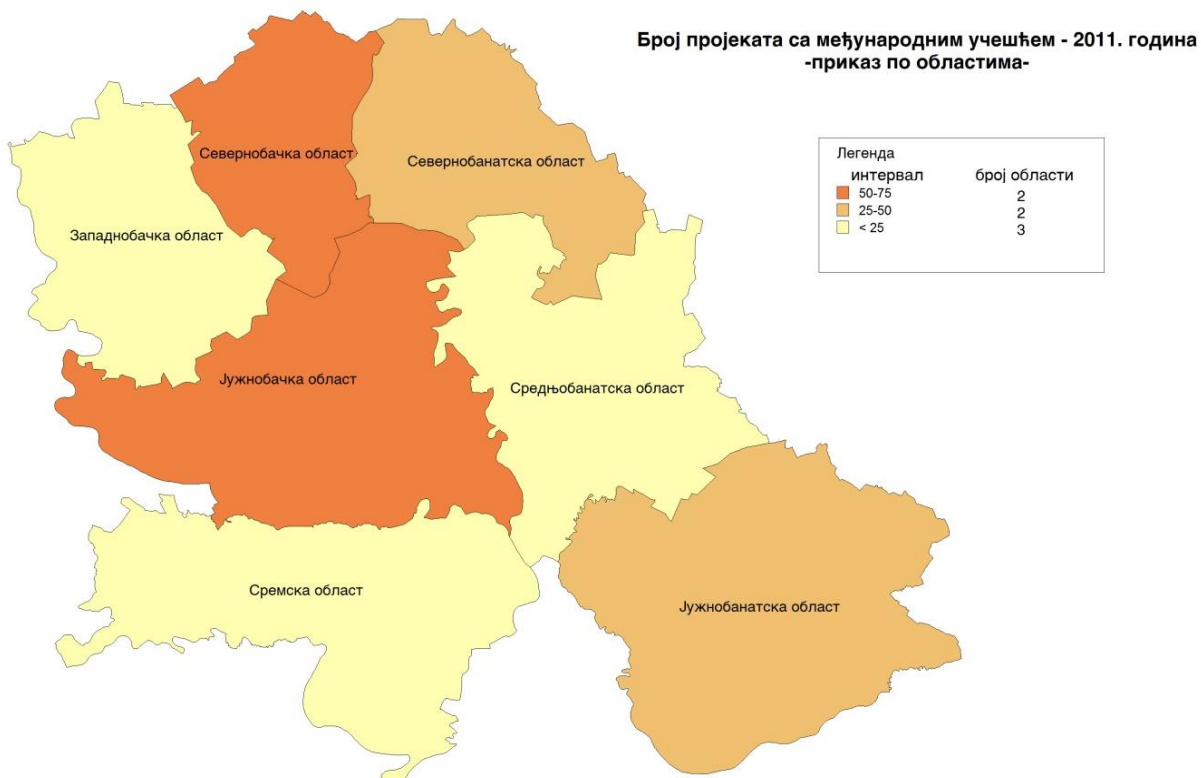 Број пројеката са међународним учешћем - 2011. година
-приказ по областима-
Легенда
интервал број области
50-75 2
25-50 2
< 25 3
Севернобачка област
Севернобанатска област
Западнобачка област
Јужнобачка област
Средњобанатска област
Сремска област
Јужнобанатска област